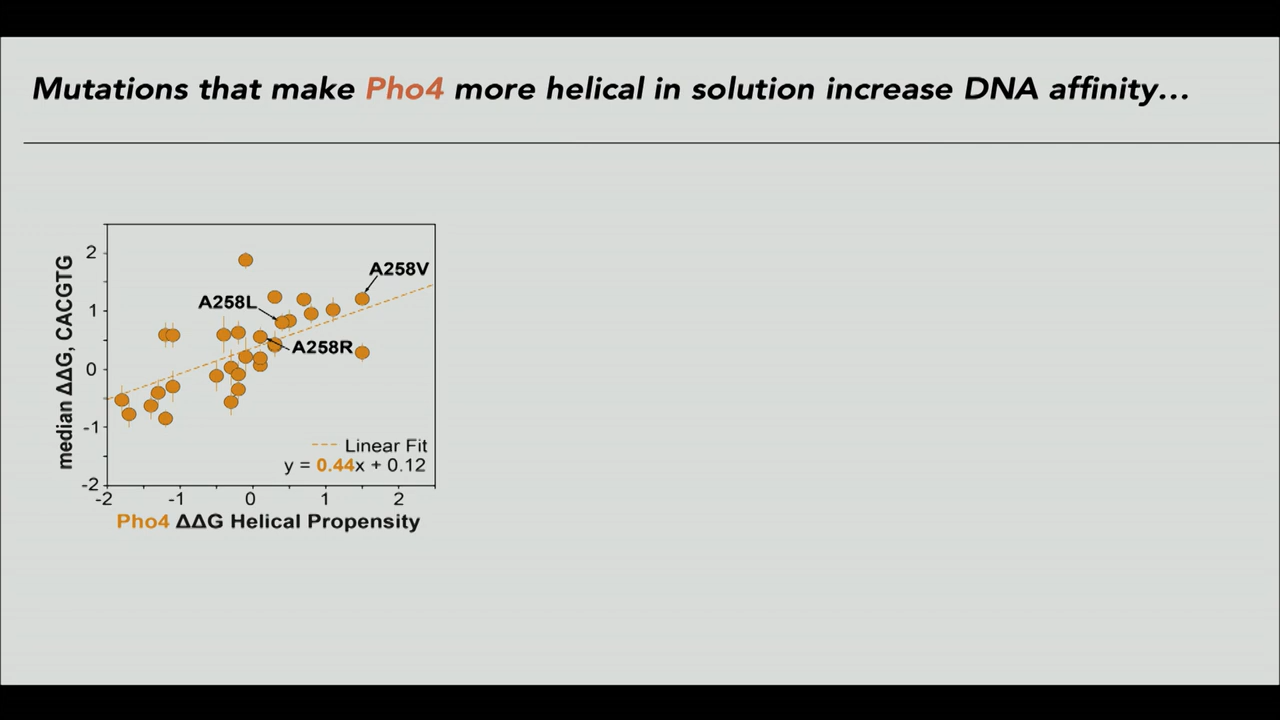 Mutations that make Pho4 more helical in solution increase DNA affinity…
median ΔΔG, CACGTG
2
1
0
-1
-2
A258V
A258L
A258R
Linear Fit
y = 0.44x + 0.12
-2 -1 0 1 2
Pho4 ΔΔG Helical Propensity